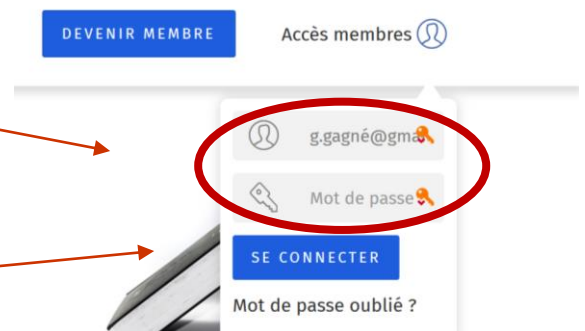 DEVENIR MEMBRE Accès membres
g.gagné@gma
Mot de passe
SE CONNECTER
Mot de passe oublié ?